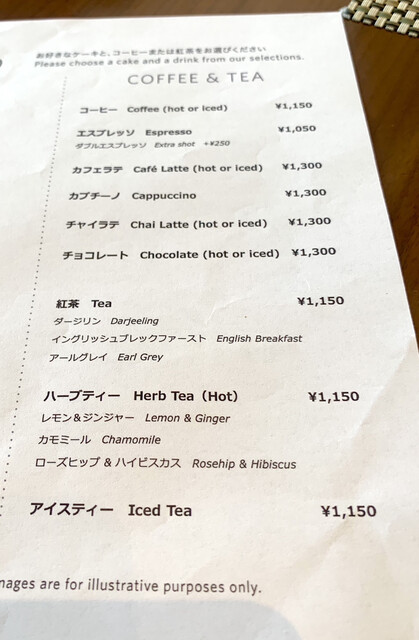 お好きなケーキと、コーヒーまたは紅茶をお選びください
Please choose a cake and a drink from our selections.
COFFEE & TEA
コーヒー Coffee (hot or iced) ¥1,150
エスプレッソ Espresso ¥1,050
ダブルエスプレッソ Extra shot +¥250
カフェラテ Café Latte (hot or iced) ¥1,300
カプチーノ Cappuccino ¥1,300
チャイラテ Chai Latte (hot or iced) ¥1,300
チョコレート Chocolate (hot or iced) ¥1,300
紅茶 Tea ¥1,150
ダージリン Darjeeling
イングリッシュブレックファースト English Breakfast
アールグレイ Earl Grey
ハーブティー Herb Tea (Hot) ¥1,150
レモン&ジンジャー Lemon & Ginger
カモミール Chamomile
ローズヒップ & ハイビスカス Rosehip & Hibiscus
アイスティー Iced Tea ¥1,150
are for illustrative purposes only.